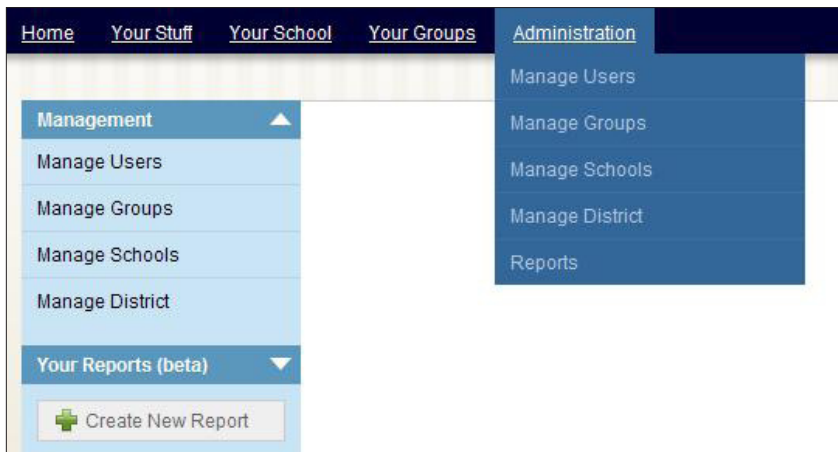 Home Your Stuff Your School Your Groups Administration
Manage Users
Manage Groups
Manage Schools
Manage District
Reports
Management
Manage Users
Manage Groups
Manage Schools
Manage District
Your Reports (beta)
Create New Report